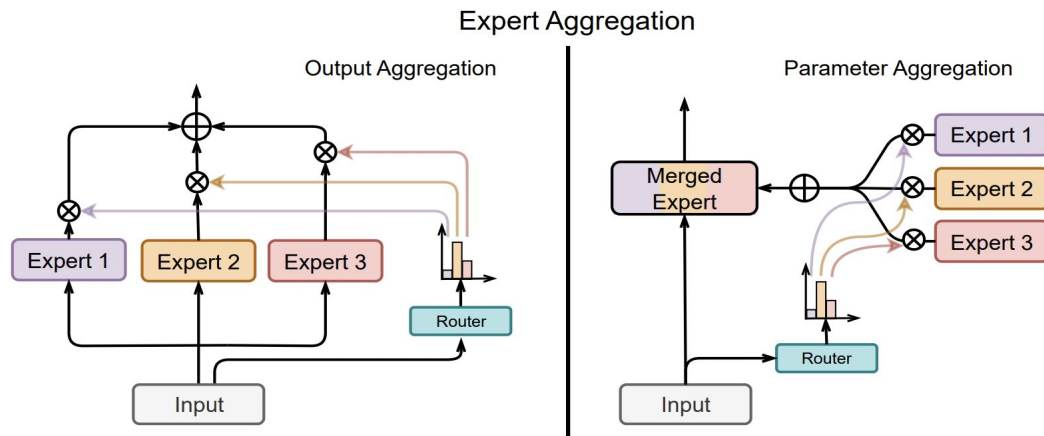 Expert Aggregation
Output Aggregation
Expert 1
Expert 2
Expert 3
Router
Input
Parameter Aggregation
Expert 1
Merged
Expert
Expert 2
Expert 3
Router
Input